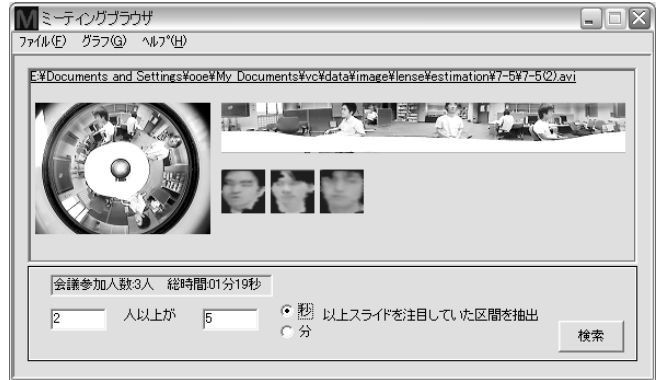 ミーティングブラウザ
ファイル(F) グラフ(G) ヘルプ(H)
E:¥Documents and Settings¥ooe¥My Documents¥vc¥data¥image¥lense¥estimation¥7-5¥7-5(2).avi
会議参加人数:3人 総時間:01分19秒
2 人以上が 5 秒 以上スライドを注目していた区間を抽出
分
検索